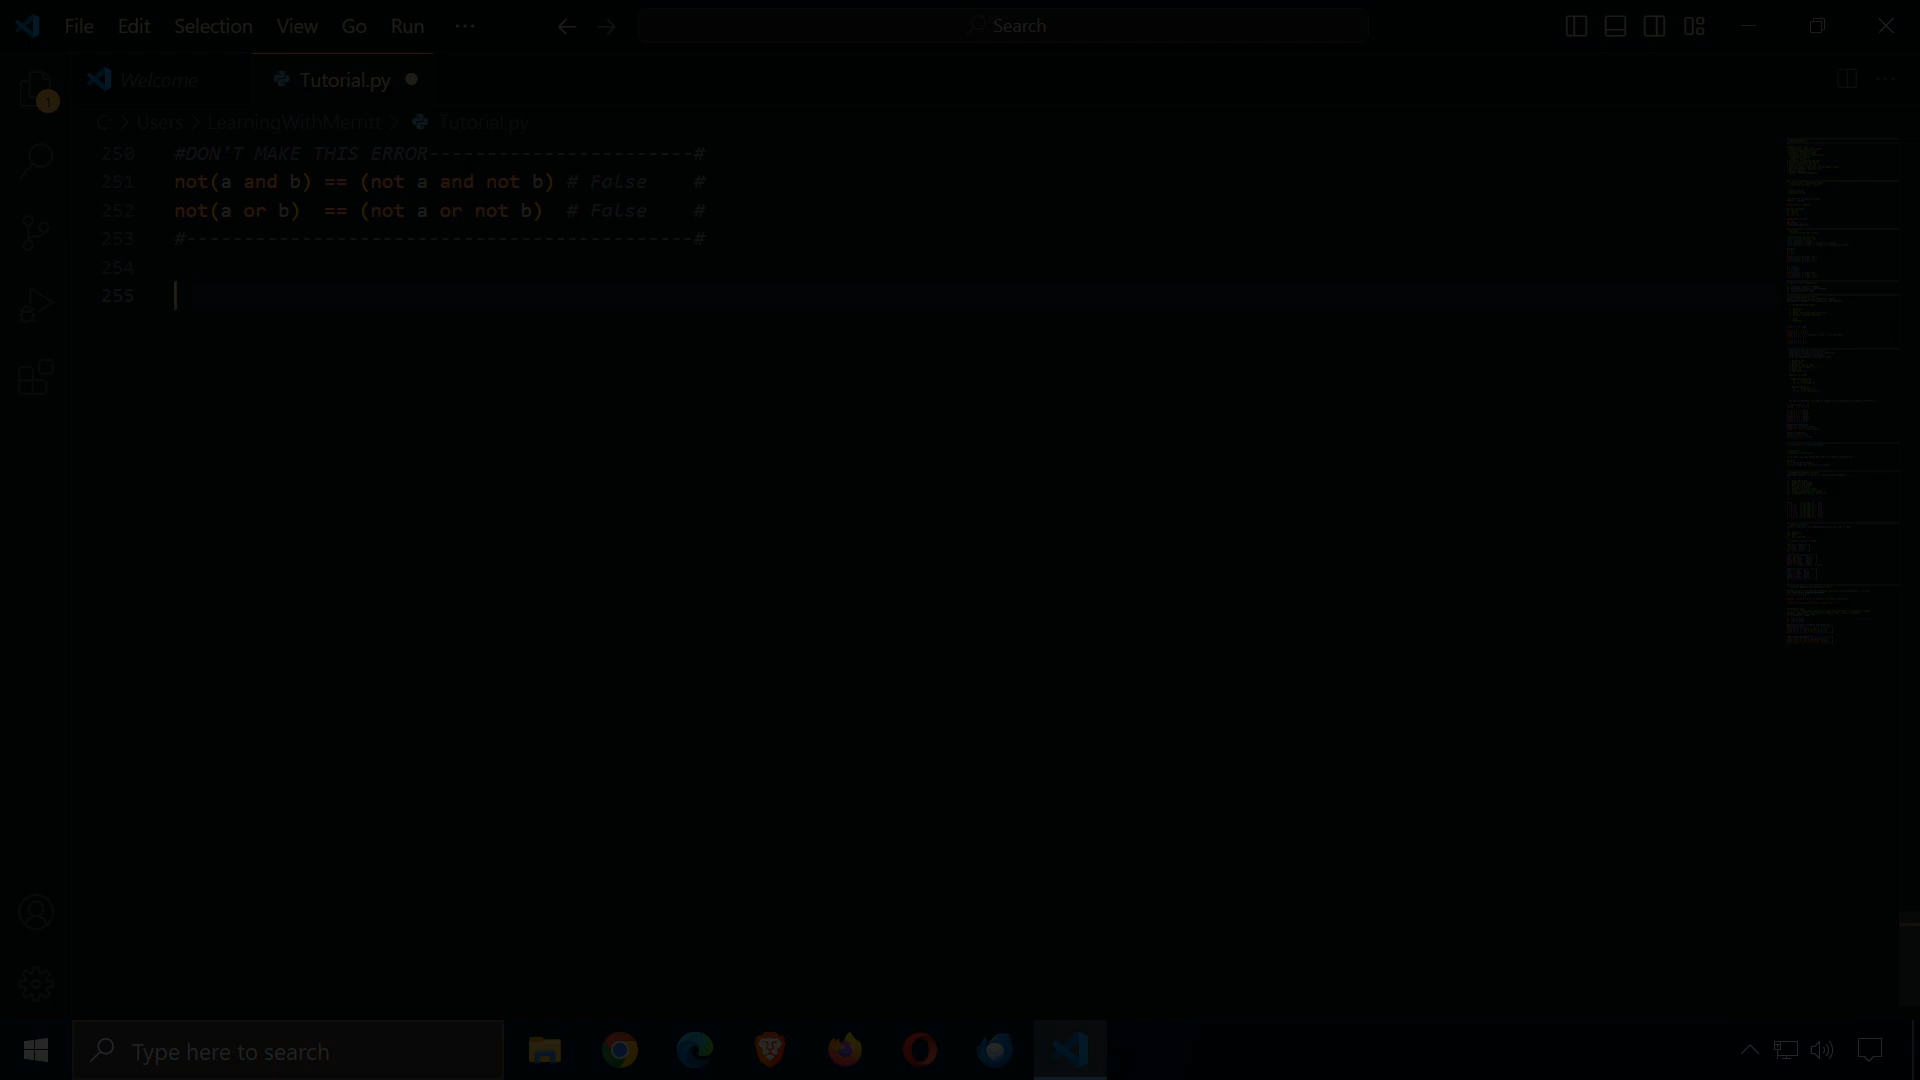 File Edit Selection View Go Run ··· Search
Welcome Tutorial.py
C: > Users > LearningWithMerritt > Tutorial.py
250 #DON'T MAKE THIS ERROR-----------------------#
251 not(a and b) == (not a and not b) # False    #
252 not(a or b)  == (not a or not b)  # False    #
253 #--------------------------------------------#
254
255
1
Type here to search